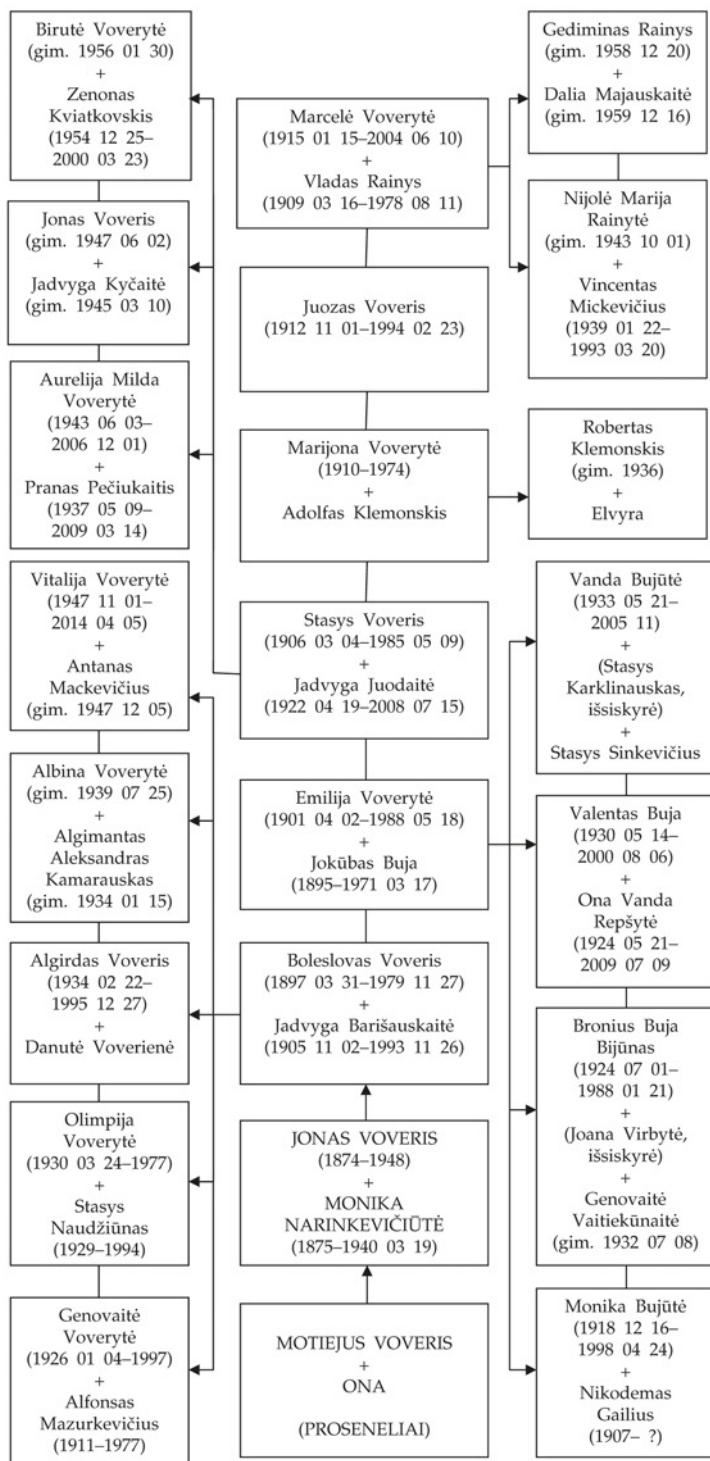 Birutė Voverytė
(gim. 1956 01 30)
+
Zenonas
Kviatkovskis
(1954 12 25–
2000 03 23)
Jonas Voveris
(gim. 1947 06 02)
+
Jadvyga Kyčaitė
(gim. 1945 03 10)
Aurelija Milda
Voverytė
(1943 06 03–
2006 12 01)
+
Pranas Pečiukaitis
(1937 05 09–
2009 03 14)
Vitalija Voverytė
(1947 11 01–
2014 04 05)
+
Antanas
Mackevičius
(gim. 1947 12 05)
Albina Voverytė
(gim. 1939 07 25)
+
Algimantas
Aleksandras
Kamarauskas
(gim. 1934 01 15)
Algirdas Voveris
(1934 02 22–
1995 12 27)
+
Danutė Voverienė
Olimpija
Voverytė
(1930 03 24–1977)
+
Stasys
Naudžiūnas
(1929–1994)
Genovaitė
Voverytė
(1926 01 04–1997)
+
Alfonsas
Mazurkevičius
(1911–1977)
Marcelė Voverytė
(1915 01 15–2004 06 10)
+
Vladas Rainys
(1909 03 16–1978 08 11)
Juozas Voveris
(1912 11 01–1994 02 23)
Marijona Voverytė
(1910–1974)
+
Adolfas Klemonskis
Stasys Voveris
(1906 03 04–1985 05 09)
+
Jadvyga Juodaitė
(1922 04 19–2008 07 15)
Emilija Voverytė
(1901 04 02–1988 05 18)
+
Jokūbas Buja
(1895–1971 03 17)
Boleslovas Voveris
(1897 03 31–1979 11 27)
+
Jadvyga Barišauskaitė
(1905 11 02–1993 11 26)
JONAS VOVERIS
(1874–1948)
+
MONIKA
NARINKEVIČIŪTĖ
(1875–1940 03 19)
MOTIEJUS VOVERIS
+
ONA
(PROSENELIAI)
Gediminas Rainys
(gim. 1958 12 20)
+
Dalia Majauskaitė
(gim. 1959 12 16)
Nijolė Marija
Rainytė
(gim. 1943 10 01)
+
Vincentas
Mickevičius
(1939 01 22–
1993 03 20)
Robertas
Klemonskis
(gim. 1936)
+
Elvyra
Vanda Bujūtė
(1933 05 21–
2005 11)
+
(Stasys
Karklinauskas,
išsiskyrė)
+
Stasys Sinkevičius
Valentas Buja
(1930 05 14–
2000 08 06)
+
Ona Vanda
Repšytė
(1924 05 21–
2009 07 09
Bronius Buja
Bijūnas
(1924 07 01–
1988 01 21)
+
(Joana Virbytė,
išsiskyrė)
+
Genovaitė
Vaitiekūnaitė
(gim. 1932 07 08)
Monika Bujūtė
(1918 12 16–
1998 04 24)
+
Nikodemas
Gailius
(1907– ?)